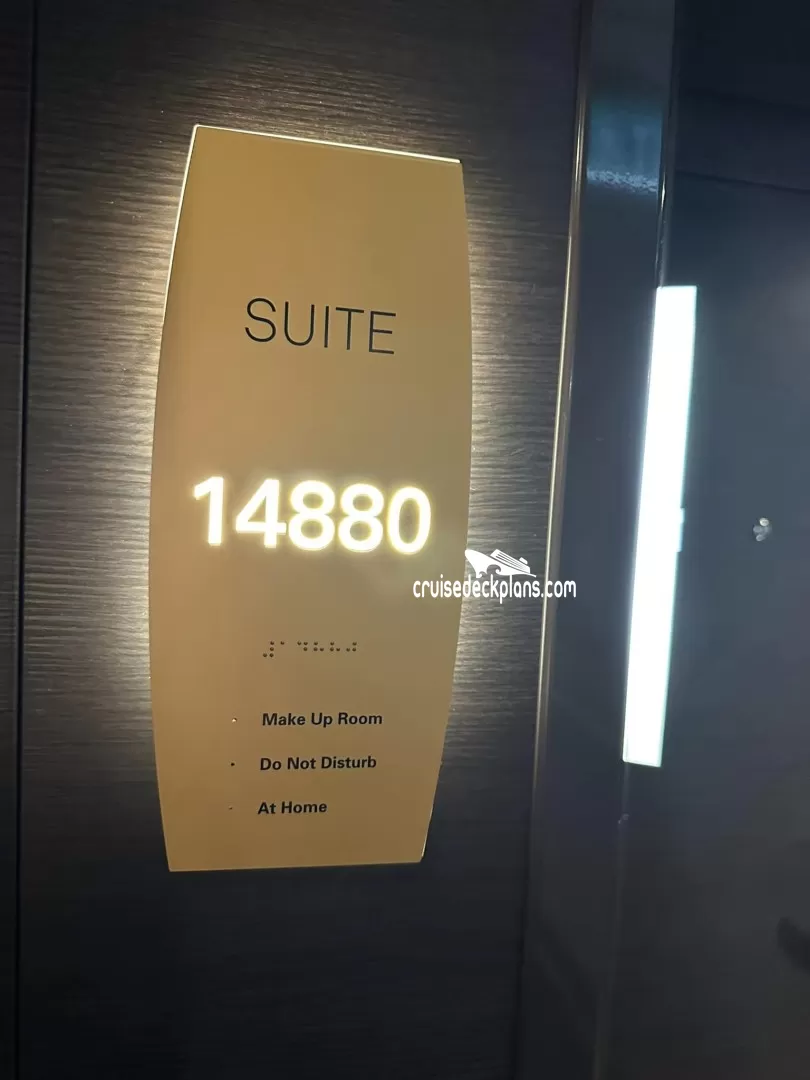 SUITE
14880
cruisedeckplans.com
Make Up Room
Do Not Disturb
At Home